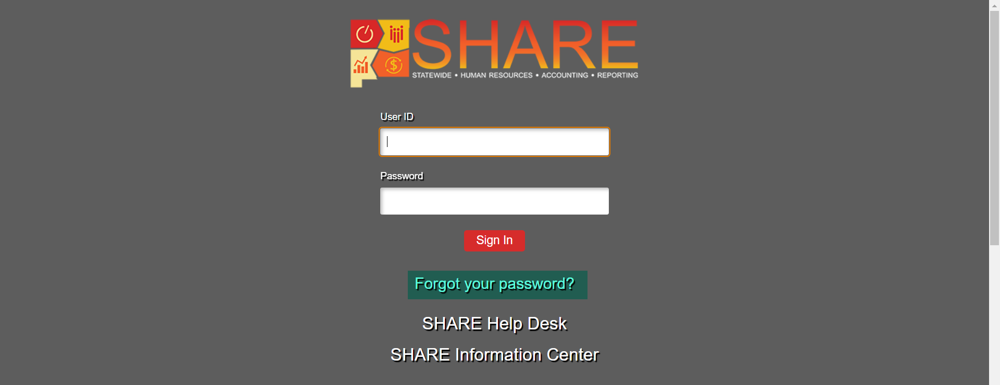 SHARE
STATEWIDE • HUMAN RESOURCES • ACCOUNTING • REPORTING
User ID
Password
Sign In
Forgot your password?
SHARE Help Desk
SHARE Information Center